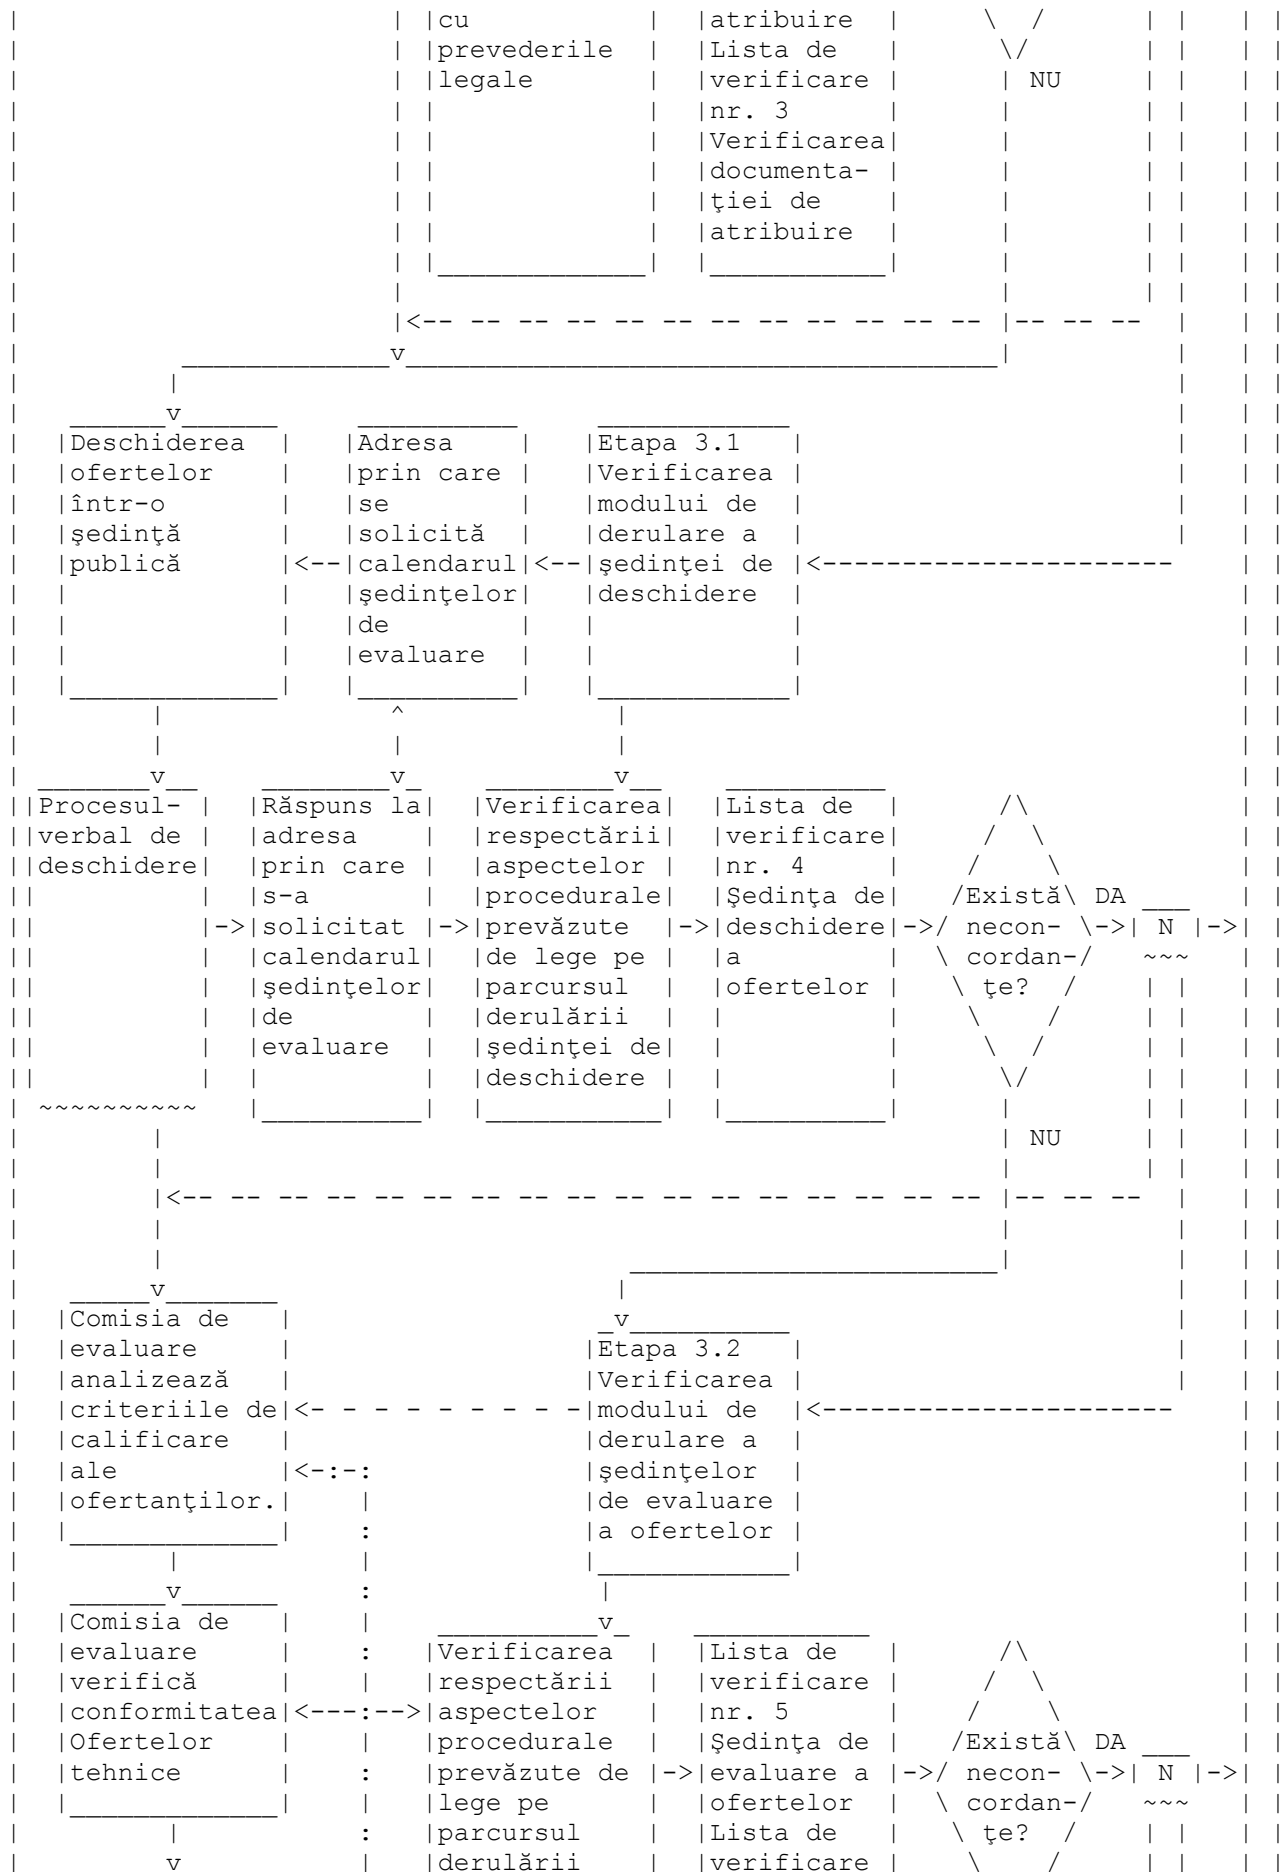 cu
prevederile
legale
atribuire
Lista de
verificare
nr. 3
Verificarea
documenta-
ţiei de
atribuire
NU
Deschiderea
ofertelor
într-o
şedinţă
publică
Adresa
prin care
se
solicită
calendarul
şedinţelor
de
evaluare
Etapa 3.1
Verificarea
modului de
derulare a
şedinţei de
deschidere
Procesul-
verbal de
deschidere
Răspuns la
adresa
prin care
s-a
solicitat
calendarul
şedinţelor
de
evaluare
Verificarea
respectării
aspectelor
procedurale
prevăzute
de lege pe
parcursul
derulării
şedinţei de
deschidere
Lista de
verificare
nr. 4
Şedinţa de
deschidere
a
ofertelor
Există
necon-
cordan-
ţe?
DA
N
NU
Comisia de
evaluare
analizează
criteriile de
calificare
ale
ofertanţilor.
Etapa 3.2
Verificarea
modului de
derulare a
şedinţelor
de evaluare
a ofertelor
Comisia de
evaluare
verifică
conformitatea
Ofertelor
tehnice
Verificarea
respectării
aspectelor
procedurale
prevăzute de
lege pe
parcursul
derulării
Lista de
verificare
nr. 5
Şedinţa de
evaluare a
ofertelor
Lista de
verificare
Există
necon-
cordan-
ţe?
DA
N